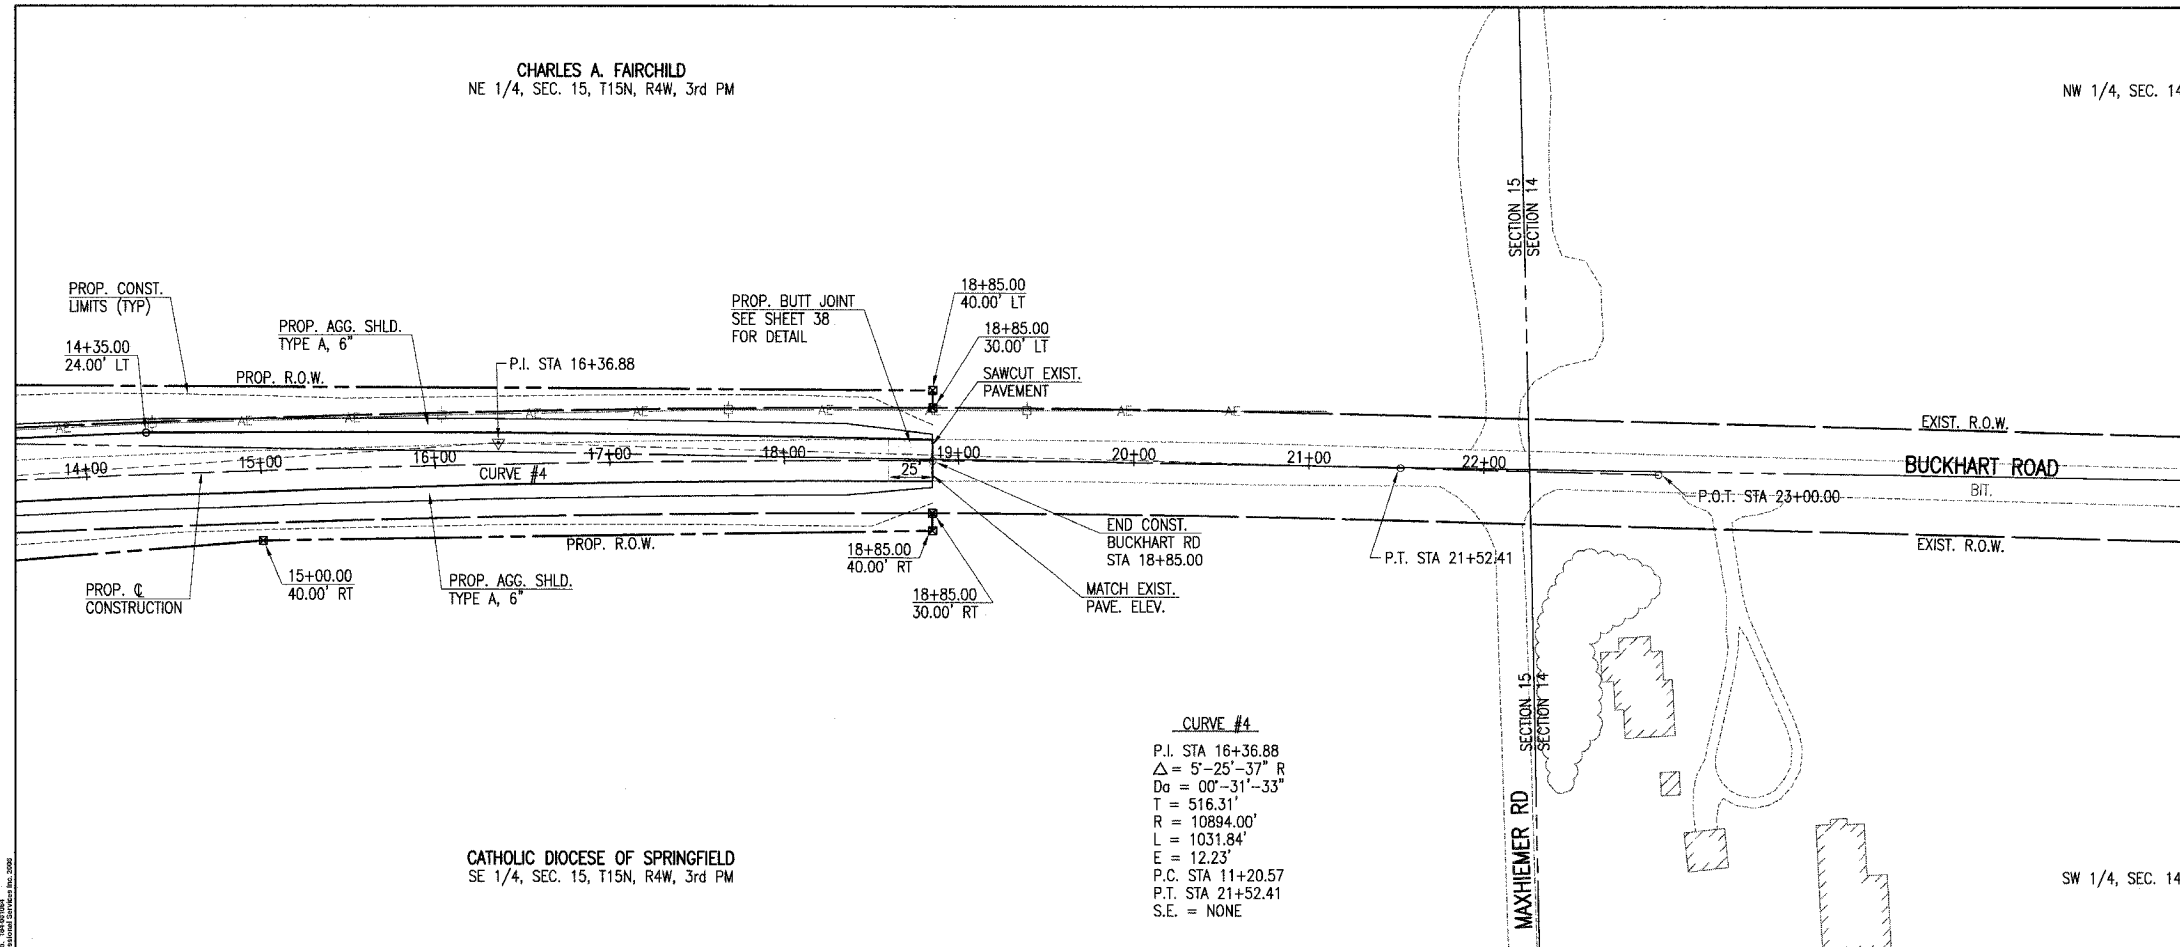 CHARLES A. FAIRCHILD
NE 1/4, SEC. 15, T15N, R4W, 3rd PM
NW 1/4, SEC. 14
SECTION 15
SECTION 14
PROP. CONST.
LIMITS (TYP)
PROP. AGG. SHLD.
TYPE A, 6"
14+35.00
24.00' LT
PROP. R.O.W.
P.I. STA 16+36.88
PROP. BUTT JOINT
SEE SHEET 38
FOR DETAIL
18+85.00
40.00' LT
18+85.00
30.00' LT
SAWCUT EXIST.
PAVEMENT
AE AE AE AE AE AE AE AE AE
EXIST. R.O.W.
14+00 15+00 16+00 17+00 18+00 19+00 20+00 21+00 22+00
BUCKHART ROAD
BIT.
CURVE #4
25'
P.O.T. STA 23+00.00
PROP. R.O.W.
EXIST. R.O.W.
END CONST.
BUCKHART RD
STA 18+85.00
P.T. STA 21+52.41
18+85.00
40.00' RT
15+00.00
40.00' RT
PROP. ℄
CONSTRUCTION
PROP. AGG. SHLD.
TYPE A, 6"
18+85.00
30.00' RT
MATCH EXIST.
PAVE. ELEV.
SECTION 15
SECTION 14
CURVE #4
P.I. STA 16+36.88
△ = 5°-25'-37" R
Da = 00°-31'-33"
T = 516.31'
R = 10894.00'
L = 1031.84'
E = 12.23'
P.C. STA 11+20.57
P.T. STA 21+52.41
S.E. = NONE
MAXHIEMER RD
CATHOLIC DIOCESE OF SPRINGFIELD
SE 1/4, SEC. 15, T15N, R4W, 3rd PM
SW 1/4, SEC. 14